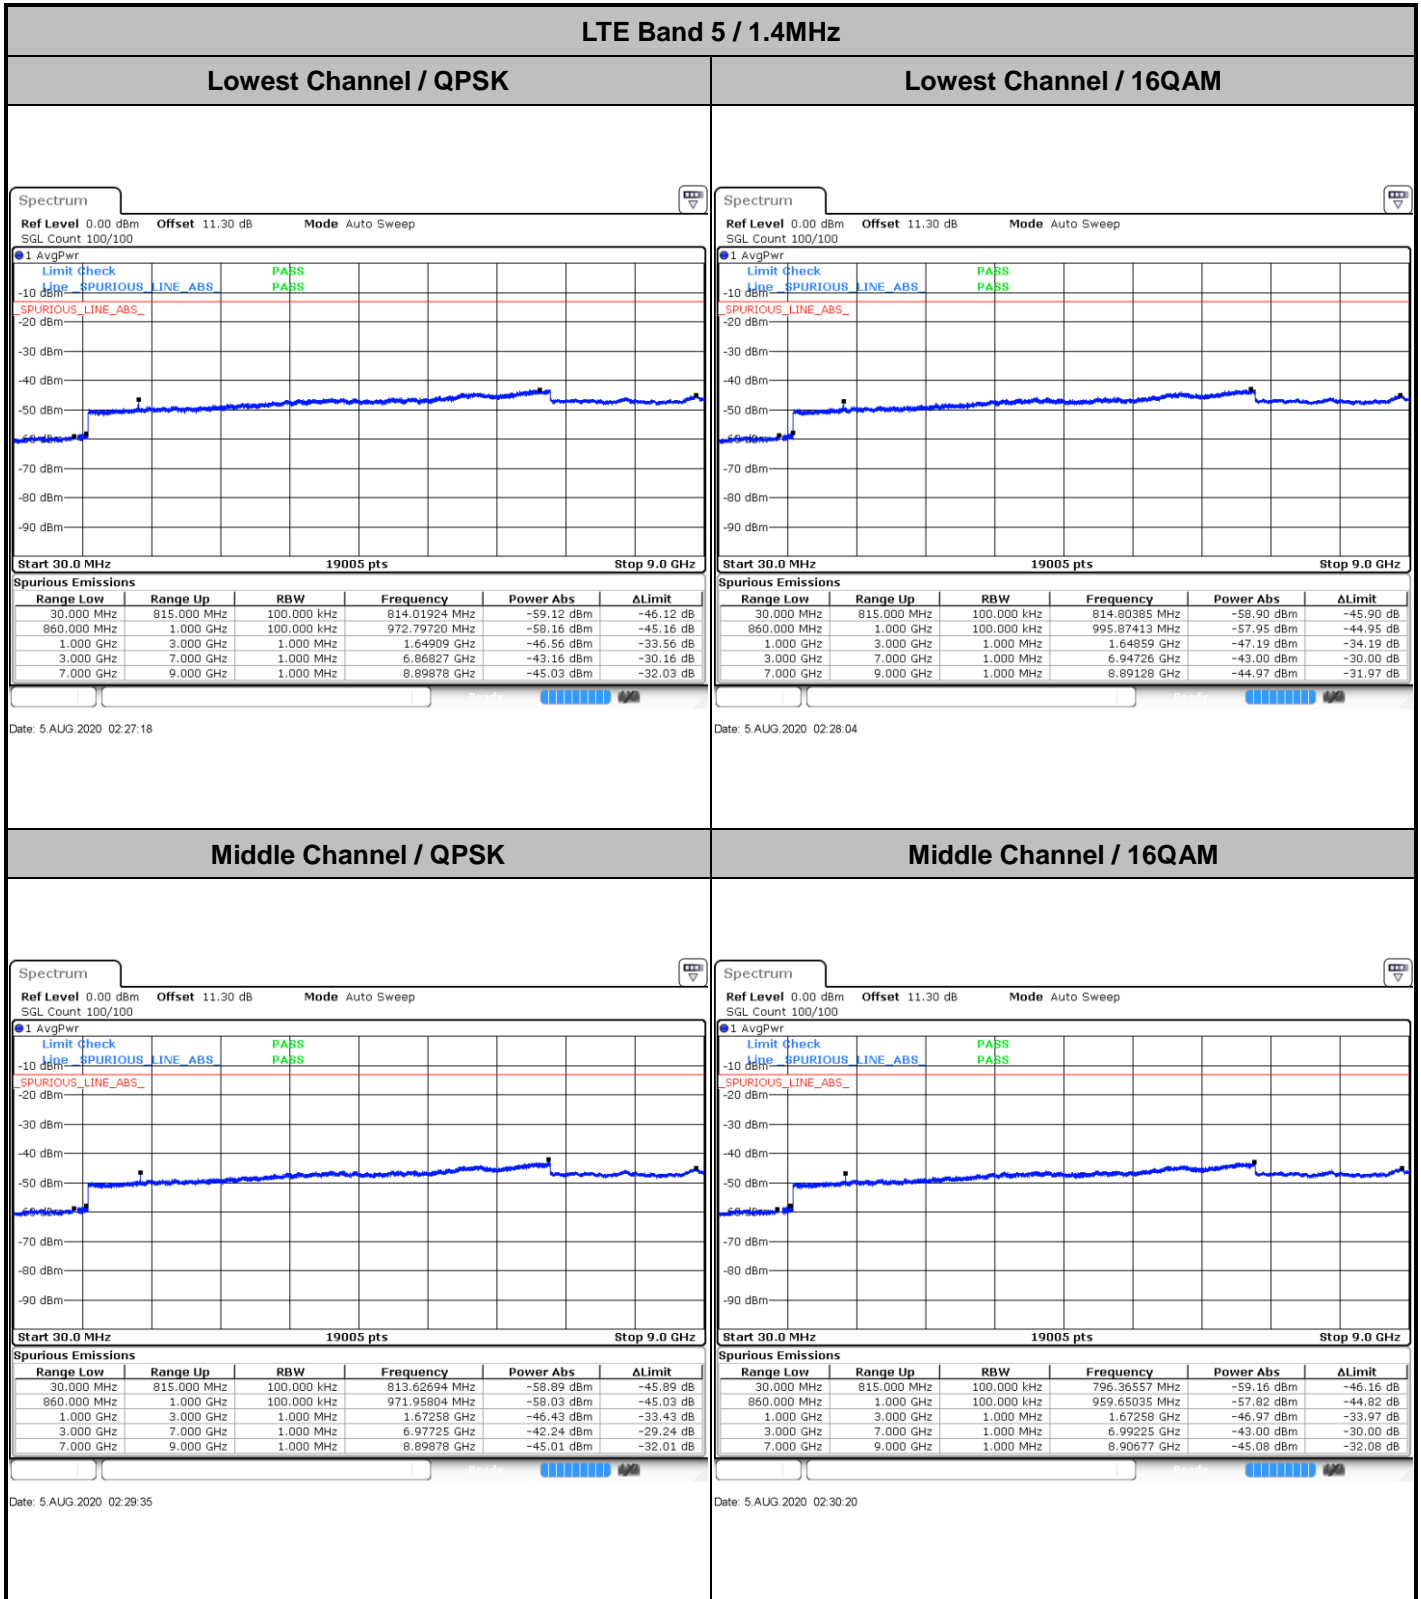 LTE Band 5 / 1.4MHz
Lowest Channel / QPSK
Lowest Channel / 16QAM
Spectrum
Ref Level 0.00 dBm Offset 11.30 dB Mode Auto Sweep
SGL Count 100/100
1 AvgPwr
Limit Check PASS
Line _SPURIOUS_LINE_ABS_ PASS
-10 dBm
_SPURIOUS_LINE_ABS_
-20 dBm
-30 dBm
-40 dBm
-50 dBm
-60 dBm
-70 dBm
-80 dBm
-90 dBm
Start 30.0 MHz 19005 pts Stop 9.0 GHz
Spurious Emissions
Range Low Range Up RBW Frequency Power Abs ΔLimit
30.000 MHz 815.000 MHz 100.000 kHz 814.01924 MHz -59.12 dBm -46.12 dB
860.000 MHz 1.000 GHz 100.000 kHz 972.79720 MHz -58.16 dBm -45.16 dB
1.000 GHz 3.000 GHz 1.000 MHz 1.64909 GHz -46.56 dBm -33.56 dB
3.000 GHz 7.000 GHz 1.000 MHz 6.86827 GHz -43.16 dBm -30.16 dB
7.000 GHz 9.000 GHz 1.000 MHz 8.89878 GHz -45.03 dBm -32.03 dB
Ready
Date: 5.AUG.2020 02:27:18
Spectrum
Ref Level 0.00 dBm Offset 11.30 dB Mode Auto Sweep
SGL Count 100/100
1 AvgPwr
Limit Check PASS
Line _SPURIOUS_LINE_ABS_ PASS
-10 dBm
_SPURIOUS_LINE_ABS_
-20 dBm
-30 dBm
-40 dBm
-50 dBm
-60 dBm
-70 dBm
-80 dBm
-90 dBm
Start 30.0 MHz 19005 pts Stop 9.0 GHz
Spurious Emissions
Range Low Range Up RBW Frequency Power Abs ΔLimit
30.000 MHz 815.000 MHz 100.000 kHz 814.80385 MHz -58.90 dBm -45.90 dB
860.000 MHz 1.000 GHz 100.000 kHz 995.87413 MHz -57.95 dBm -44.95 dB
1.000 GHz 3.000 GHz 1.000 MHz 1.64859 GHz -47.19 dBm -34.19 dB
3.000 GHz 7.000 GHz 1.000 MHz 6.94726 GHz -43.00 dBm -30.00 dB
7.000 GHz 9.000 GHz 1.000 MHz 8.89128 GHz -44.97 dBm -31.97 dB
Ready
Date: 5.AUG.2020 02:28:04
Middle Channel / QPSK
Middle Channel / 16QAM
Spectrum
Ref Level 0.00 dBm Offset 11.30 dB Mode Auto Sweep
SGL Count 100/100
1 AvgPwr
Limit Check PASS
Line _SPURIOUS_LINE_ABS_ PASS
-10 dBm
_SPURIOUS_LINE_ABS_
-20 dBm
-30 dBm
-40 dBm
-50 dBm
-60 dBm
-70 dBm
-80 dBm
-90 dBm
Start 30.0 MHz 19005 pts Stop 9.0 GHz
Spurious Emissions
Range Low Range Up RBW Frequency Power Abs ΔLimit
30.000 MHz 815.000 MHz 100.000 kHz 813.62694 MHz -58.89 dBm -45.89 dB
860.000 MHz 1.000 GHz 100.000 kHz 971.95804 MHz -58.03 dBm -45.03 dB
1.000 GHz 3.000 GHz 1.000 MHz 1.67258 GHz -46.43 dBm -33.43 dB
3.000 GHz 7.000 GHz 1.000 MHz 6.97725 GHz -42.24 dBm -29.24 dB
7.000 GHz 9.000 GHz 1.000 MHz 8.89878 GHz -45.01 dBm -32.01 dB
Ready
Date: 5.AUG.2020 02:29:35
Spectrum
Ref Level 0.00 dBm Offset 11.30 dB Mode Auto Sweep
SGL Count 100/100
1 AvgPwr
Limit Check PASS
Line _SPURIOUS_LINE_ABS_ PASS
-10 dBm
_SPURIOUS_LINE_ABS_
-20 dBm
-30 dBm
-40 dBm
-50 dBm
-60 dBm
-70 dBm
-80 dBm
-90 dBm
Start 30.0 MHz 19005 pts Stop 9.0 GHz
Spurious Emissions
Range Low Range Up RBW Frequency Power Abs ΔLimit
30.000 MHz 815.000 MHz 100.000 kHz 796.36557 MHz -59.16 dBm -46.16 dB
860.000 MHz 1.000 GHz 100.000 kHz 959.65035 MHz -57.82 dBm -44.82 dB
1.000 GHz 3.000 GHz 1.000 MHz 1.67258 GHz -46.97 dBm -33.97 dB
3.000 GHz 7.000 GHz 1.000 MHz 6.99225 GHz -43.00 dBm -30.00 dB
7.000 GHz 9.000 GHz 1.000 MHz 8.90677 GHz -45.08 dBm -32.08 dB
Ready
Date: 5.AUG.2020 02:30:20